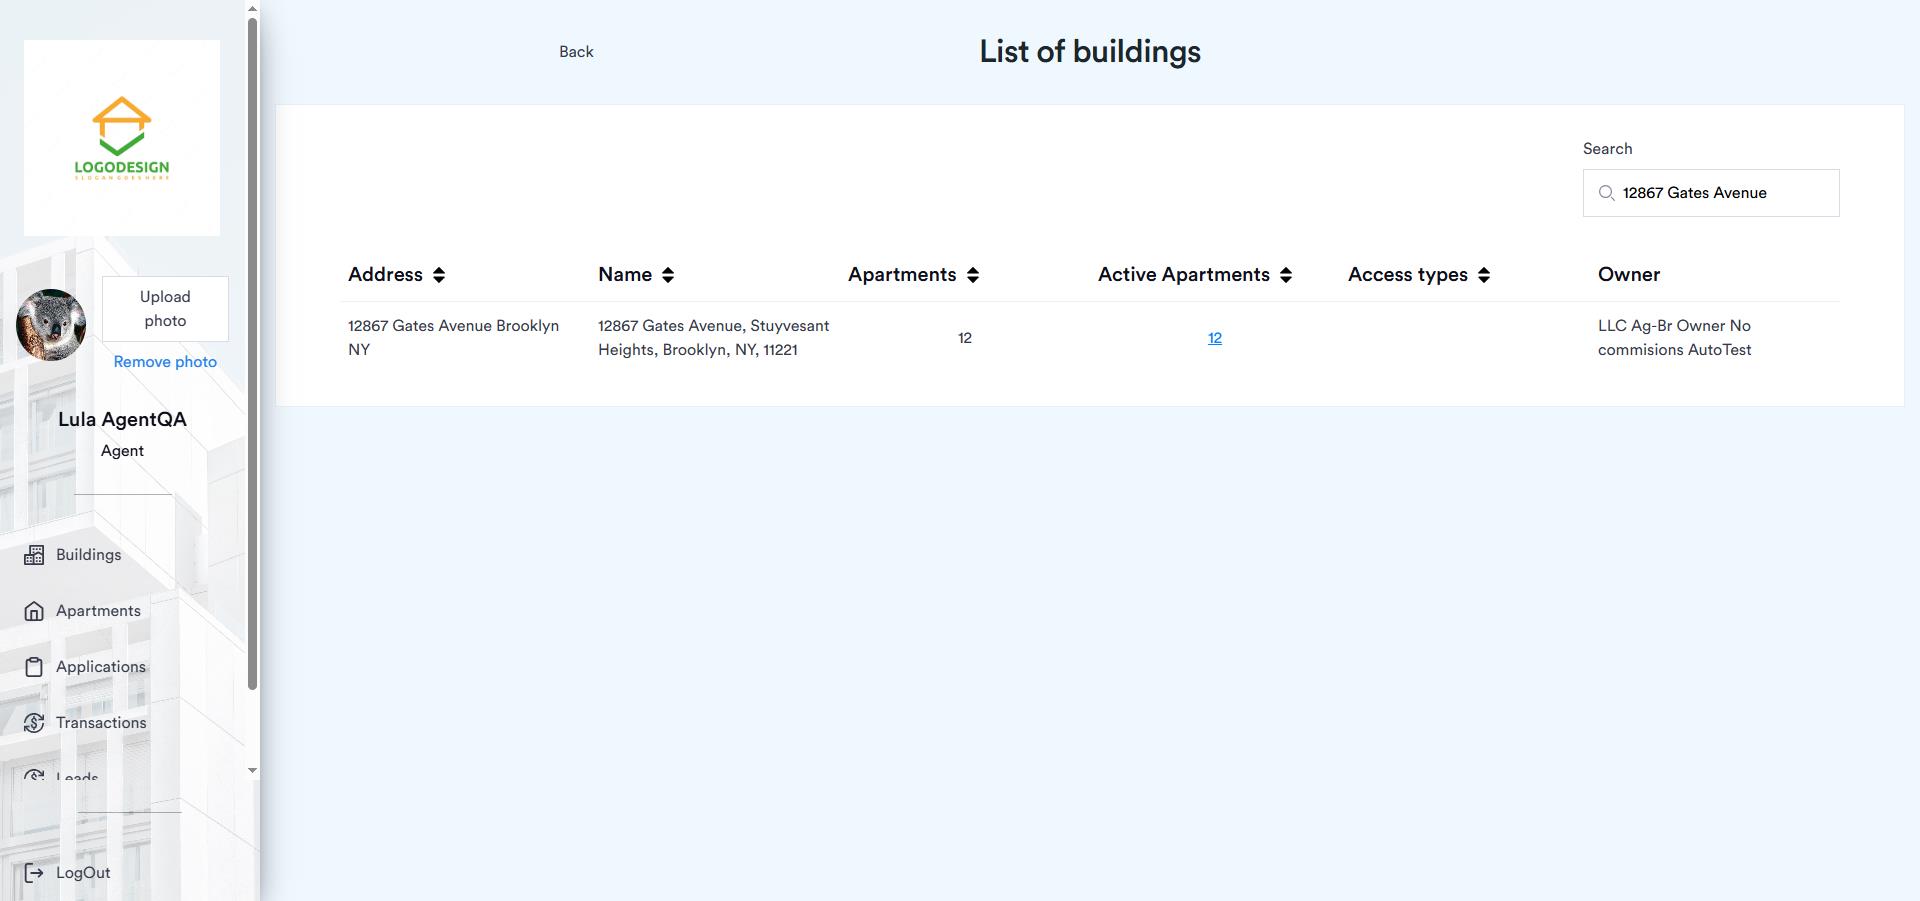 LOGODESIGN
SLOGAN GOES HERE
Upload
photo
Remove photo
Lula AgentQA
Agent
Buildings
Apartments
Applications
Transactions
Leads
LogOut
Back
List of buildings
Search
12867 Gates Avenue
Address Name Apartments Active Apartments Access types Owner
12867 Gates Avenue Brooklyn
NY
12867 Gates Avenue, Stuyvesant
Heights, Brooklyn, NY, 11221
12
12
LLC Ag-Br Owner No
commisions AutoTest